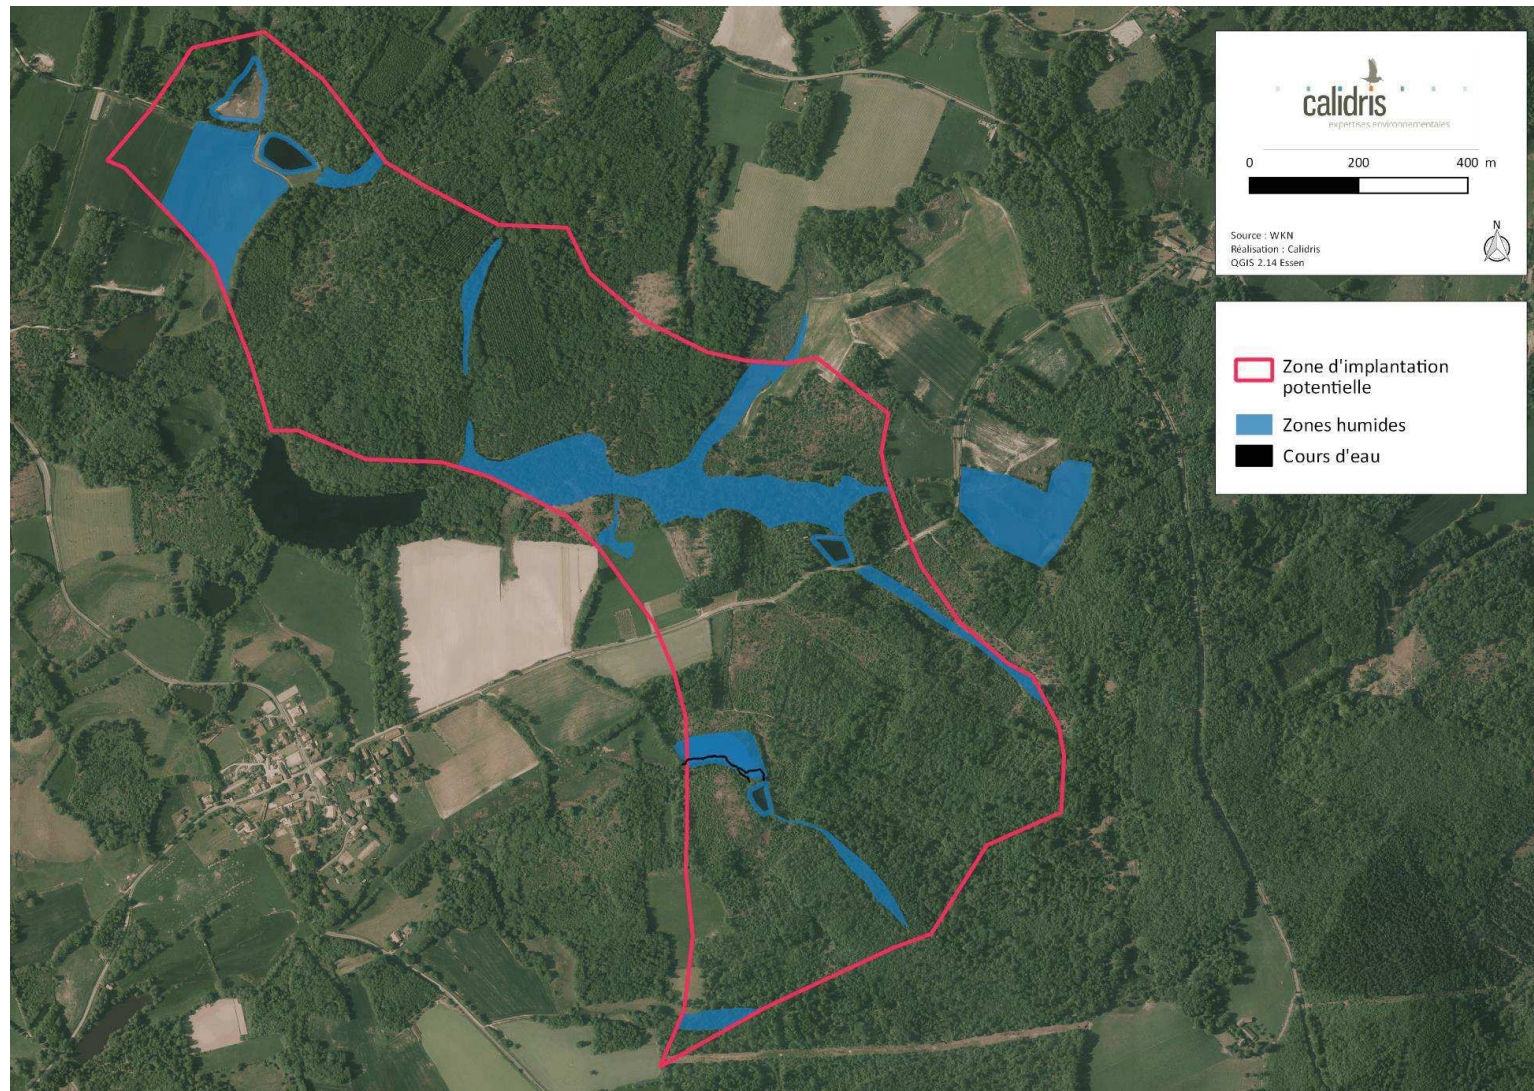 calidris
expertises environnementales
0 200 400 m
Source : WKN
Réalisation : Calidris
QGIS 2.14 Essen
N
Zone d'implantation
potentielle
Zones humides
Cours d'eau